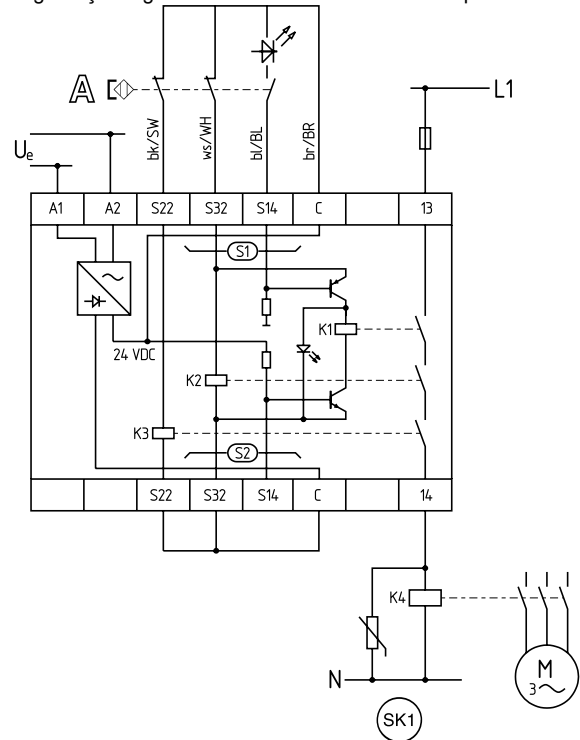 A
L1
bk/SW
ws/WH
bl/BL
br/BR
Ue
A1 A2 S22 S32 S14 C 13
S1
K1
24 VDC
K2
K3
S2
S22 S32 S14 C 14
K4
M
3
N
SK1